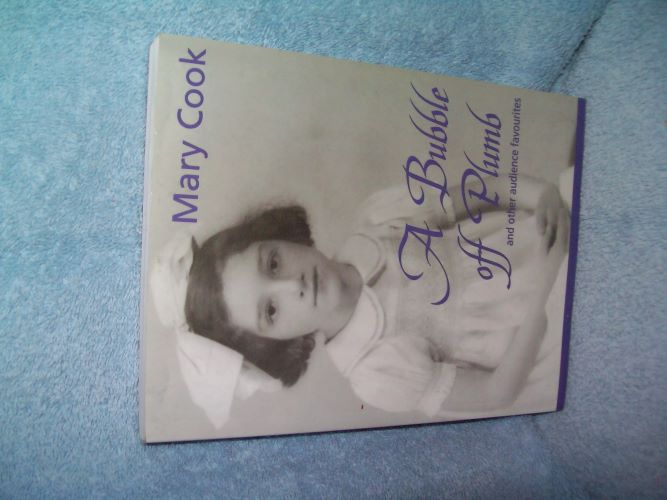 Mary Cook
A Bubble
off Plumb
and other audience favourites